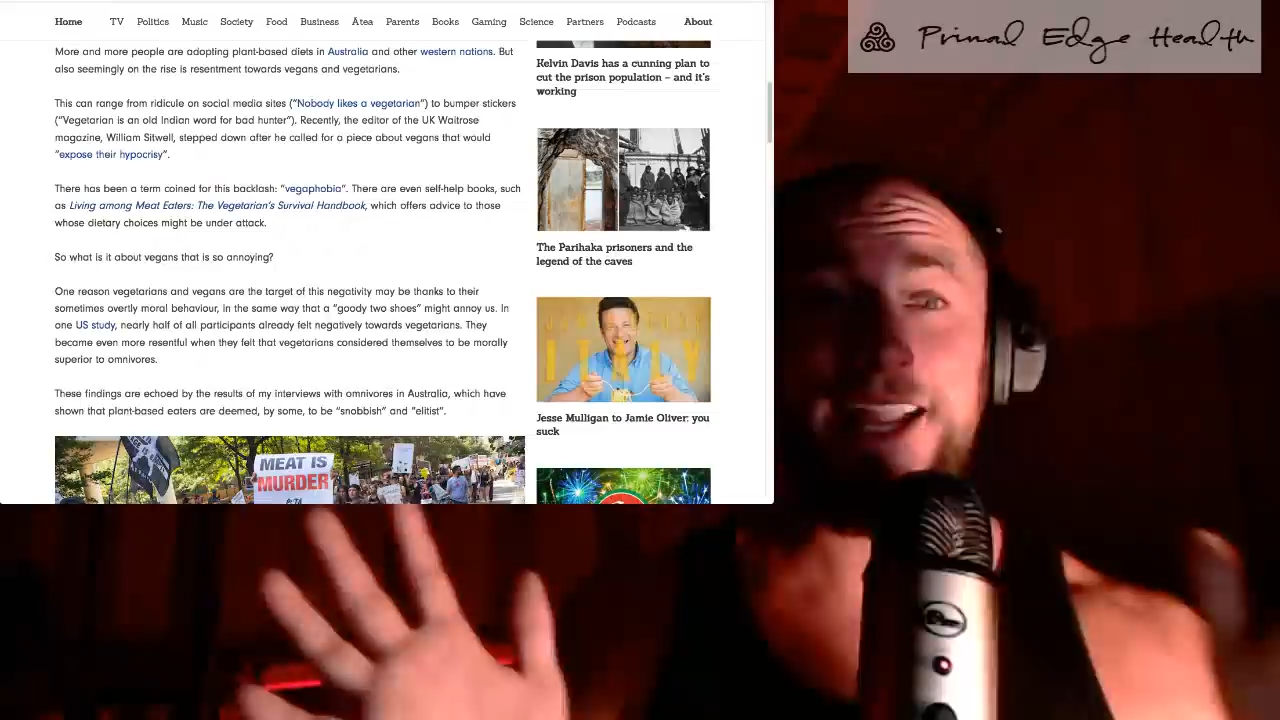 Home TV Politics Music Society Food Business Ātea Parents Books Gaming Science Partners Podcasts About
More and more people are adopting plant-based diets in Australia and other western nations. But
also seemingly on the rise is resentment towards vegans and vegetarians.
This can range from ridicule on social media sites (“Nobody likes a vegetarian”) to bumper stickers
(“Vegetarian is an old Indian word for bad hunter”). Recently, the editor of the UK Waitrose
magazine, William Sitwell, stepped down after he called for a piece about vegans that would
“expose their hypocrisy”.
There has been a term coined for this backlash: “vegaphobia”. There are even self-help books, such
as Living among Meat Eaters: The Vegetarian’s Survival Handbook, which offers advice to those
whose dietary choices might be under attack.
So what is it about vegans that is so annoying?
One reason vegetarians and vegans are the target of this negativity may be thanks to their
sometimes overtly moral behaviour, in the same way that a “goody two shoes” might annoy us. In
one US study, nearly half of all participants already felt negatively towards vegetarians. They
became even more resentful when they felt that vegetarians considered themselves to be morally
superior to omnivores.
These findings are echoed by the results of my interviews with omnivores in Australia, which have
shown that plant-based eaters are deemed, by some, to be “snobbish” and “elitist”.
MEAT IS
MURDER
PETA
Kelvin Davis has a cunning plan to
cut the prison population – and it’s
working
The Parihaka prisoners and the
legend of the caves
ITALY
Jesse Mulligan to Jamie Oliver: you
suck
Primal Edge Health